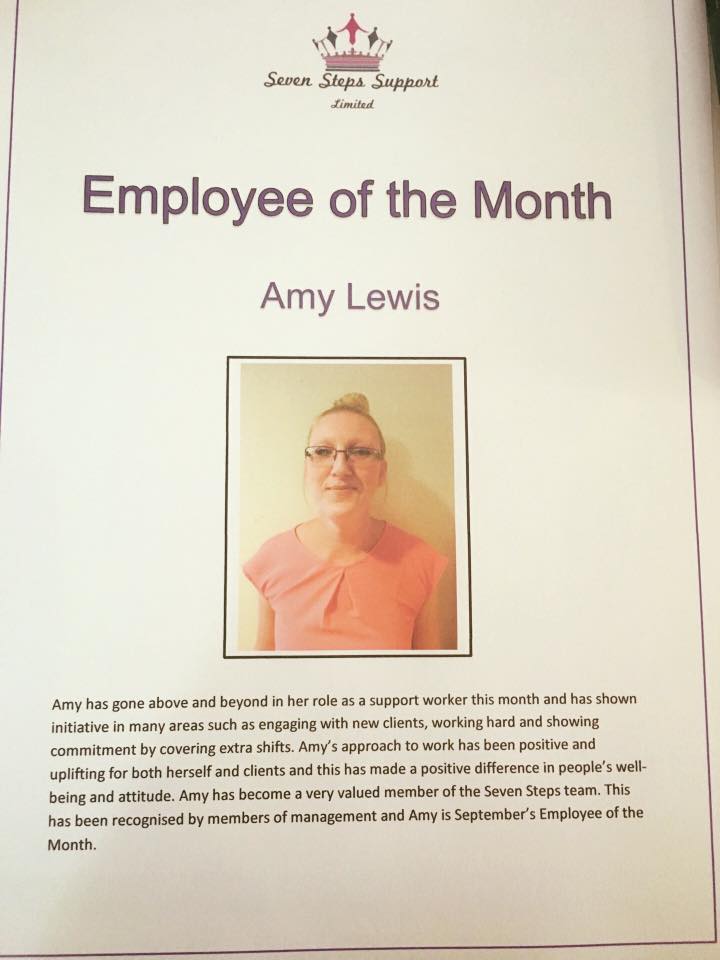 Seven Steps Support
Limited
Employee of the Month
Amy Lewis
Amy has gone above and beyond in her role as a support worker this month and has shown
initiative in many areas such as engaging with new clients, working hard and showing
commitment by covering extra shifts. Amy's approach to work has been positive and
uplifting for both herself and clients and this has made a positive difference in people's well-
being and attitude. Amy has become a very valued member of the Seven Steps team. This
has been recognised by members of management and Amy is September's Employee of the
Month.